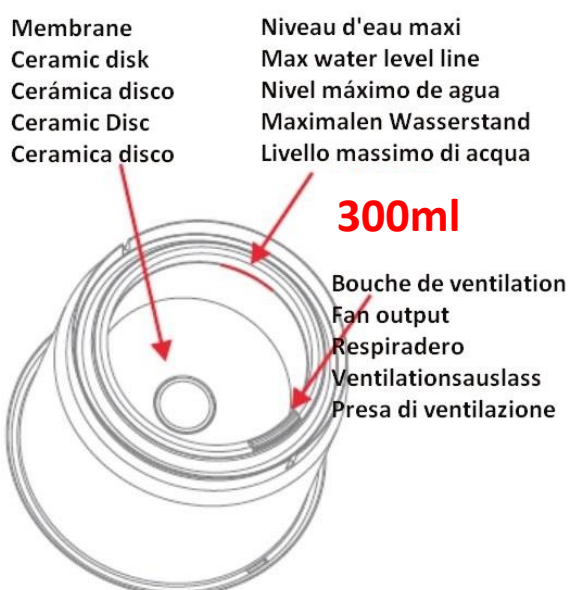 Membrane
Ceramic disk
Cerámica disco
Ceramic Disc
Ceramica disco
Niveau d'eau maxi
Max water level line
Nivel máximo de agua
Maximalen Wasserstand
Livello massimo di acqua
300ml
Bouche de ventilation
Fan output
Respiradero
Ventilationsauslass
Presa di ventilazione